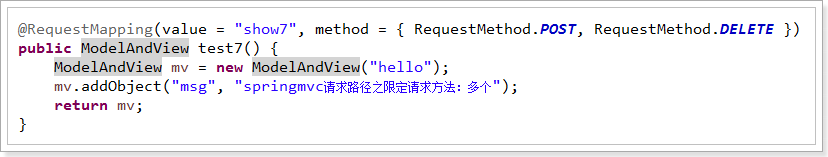 @RequestMapping(value = "show7", method = { RequestMethod.POST, RequestMethod.DELETE })
public ModelAndView test7() {
    ModelAndView mv = new ModelAndView("hello");
    mv.addObject("msg", "springmvc请求路径之限定请求方法：多个");
    return mv;
}